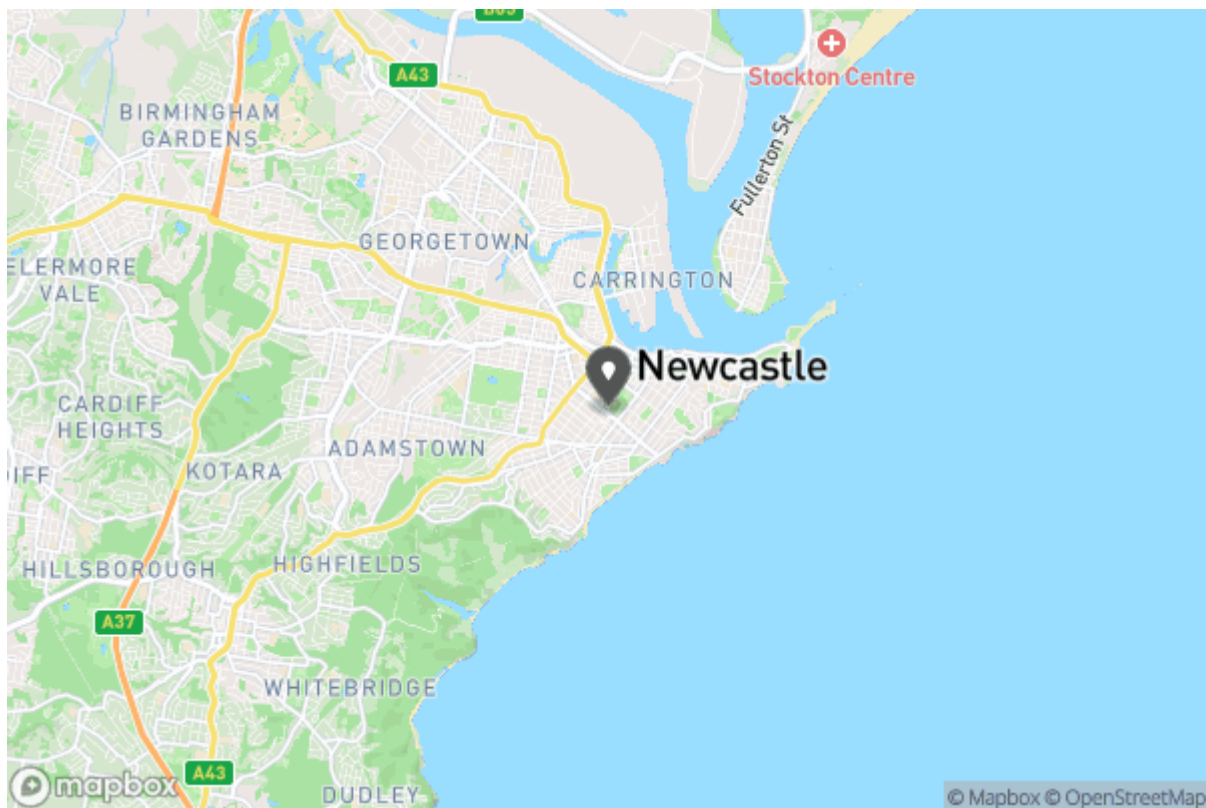 B63
A43
Stockton Centre
BIRMINGHAM
GARDENS
Fullerton St
GEORGETOWN
ELERMORE
VALE
CARRINGTON
Newcastle
CARDIFF
HEIGHTS
ADAMSTOWN
KOTARA
IFF
HIGHFIELDS
HILLSBOROUGH
A37
WHITEBRIDGE
A43
mapbox
DUDLEY
© Mapbox © OpenStreetMap